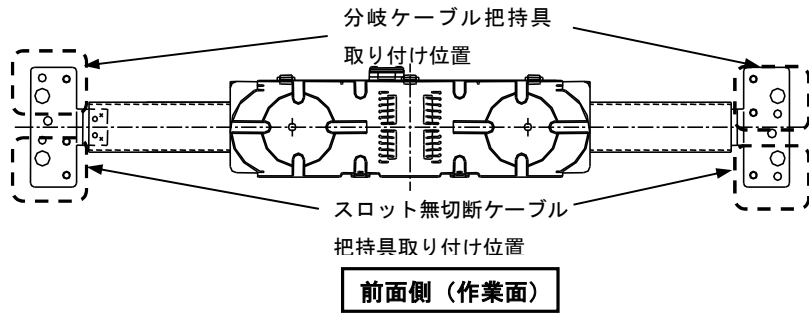 分岐ケーブル把持具
取り付け位置
スロット無切断ケーブル
把持具取り付け位置
前面側（作業面）